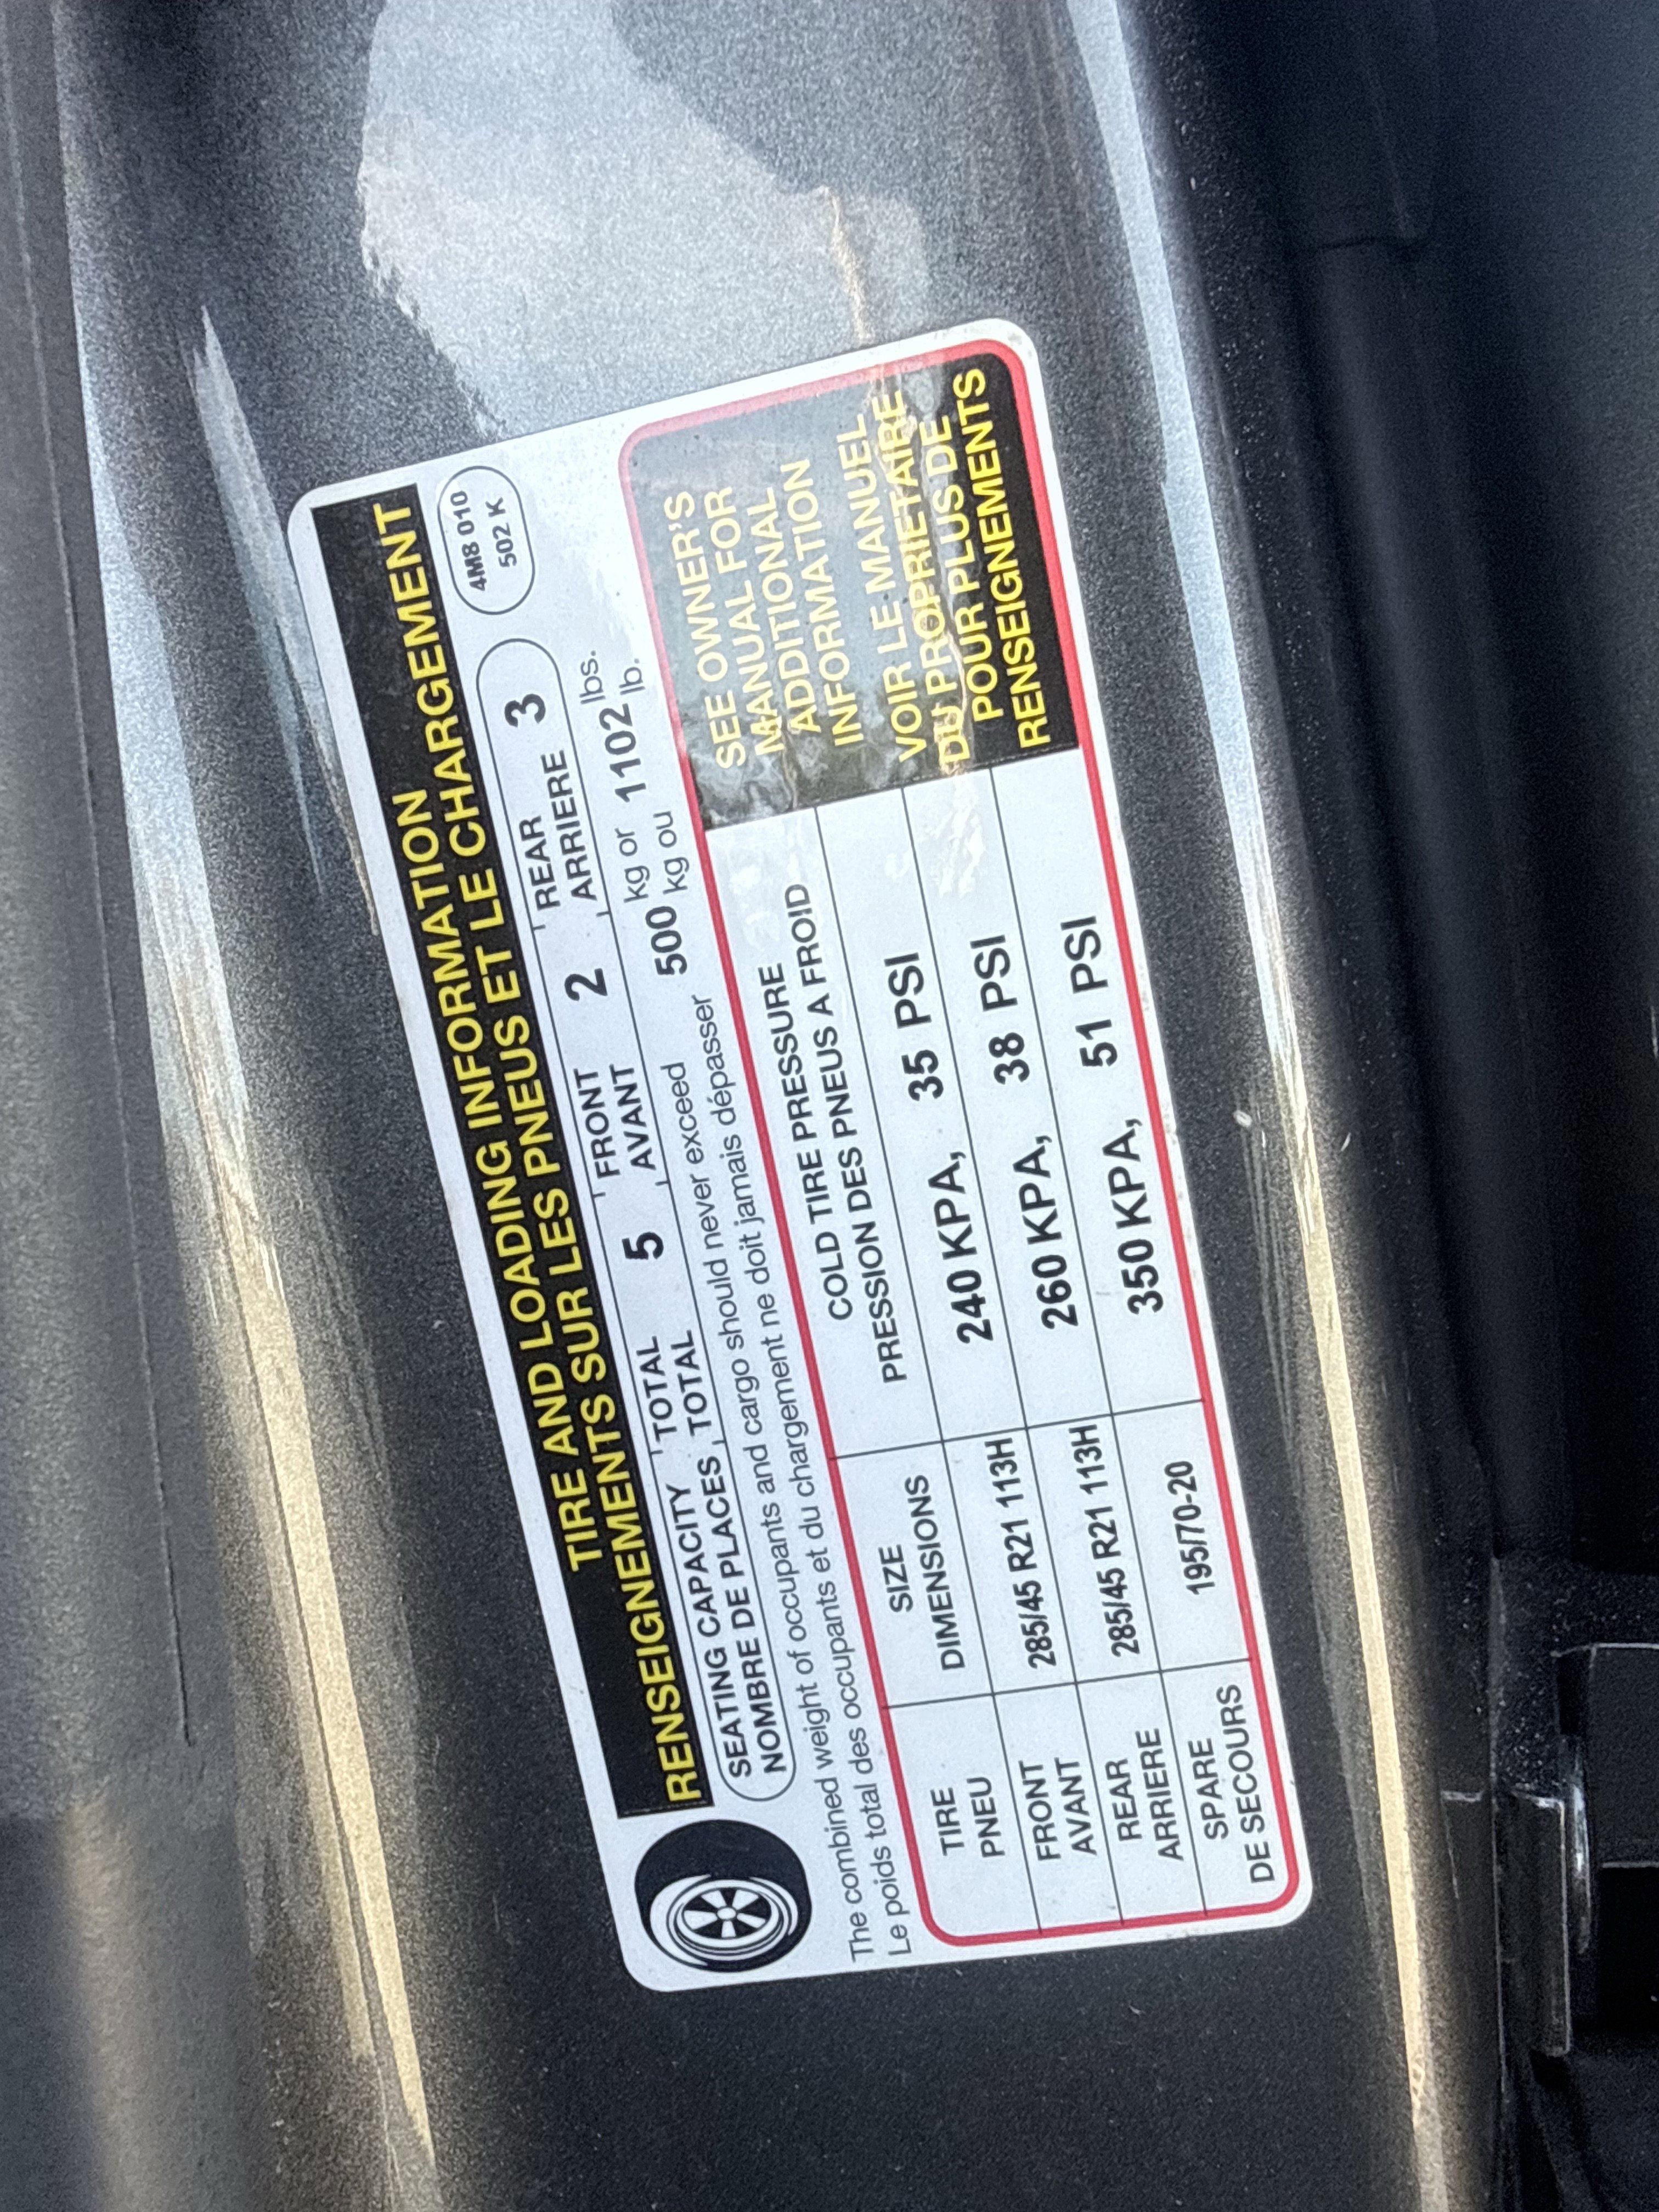 TIRE AND LOADING INFORMATION
RENSEIGNEMENTS SUR LES PNEUS ET LE CHARGEMENT
SEATING CAPACITY TOTAL 5 FRONT 2 REAR 3
NOMBRE DE PLACES TOTAL AVANT ARRIERE
4M8 010
502 K
The combined weight of occupants and cargo should never exceed 500 kg or 1102 lbs.
Le poids total des occupants et du chargement ne doit jamais dépasser kg ou lb.
TIRE
PNEU
SIZE
DIMENSIONS
COLD TIRE PRESSURE
PRESSION DES PNEUS A FROID
FRONT
AVANT
285/45 R21 113H
240 KPA, 35 PSI
REAR
ARRIERE
285/45 R21 113H
260 KPA, 38 PSI
SPARE
DE SECOURS
195/70-20
350 KPA, 51 PSI
SEE OWNER'S
MANUAL FOR
ADDITIONAL
INFORMATION
VOIR LE MANUEL
DU PROPRIETAIRE
POUR PLUS DE
RENSEIGNEMENTS